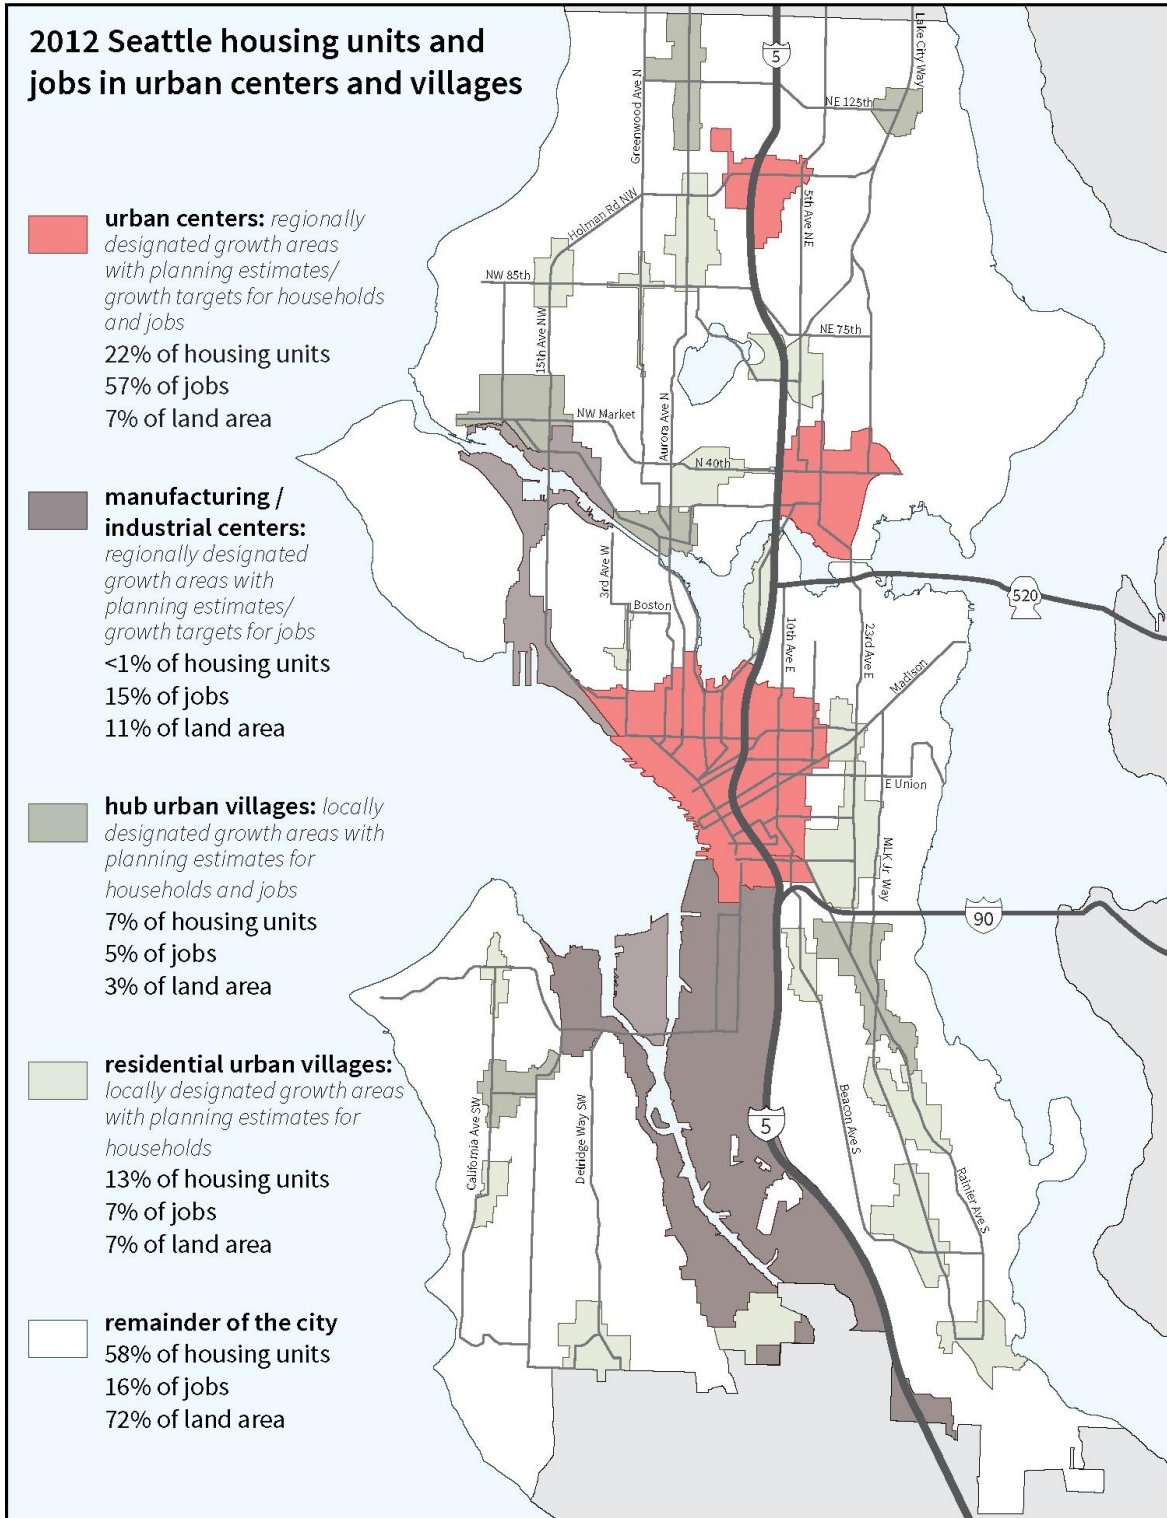 2012 Seattle housing units and
jobs in urban centers and villages
urban centers: regionally
designated growth areas
with planning estimates/
growth targets for households
and jobs
22% of housing units
57% of jobs
7% of land area
manufacturing /
industrial centers:
regionally designated
growth areas with
planning estimates/
growth targets for jobs
<1% of housing units
15% of jobs
11% of land area
hub urban villages: locally
designated growth areas with
planning estimates for
households and jobs
7% of housing units
5% of jobs
3% of land area
residential urban villages:
locally designated growth areas
with planning estimates for
households
13% of housing units
7% of jobs
7% of land area
remainder of the city
58% of housing units
16% of jobs
72% of land area
5
Lake City Way
Greenwood Ave N
NE 125th
Holman Rd NW
5th Ave NE
NW 85th
15th Ave NW
NE 75th
NW Market
Aurora Ave N
N 40th
3rd Ave W
Boston
520
10th Ave E
23rd Ave E
Madison
E Union
MLK Jr Way
90
California Ave SW
Delridge Way SW
5
Beacon Ave S
Rainier Ave S